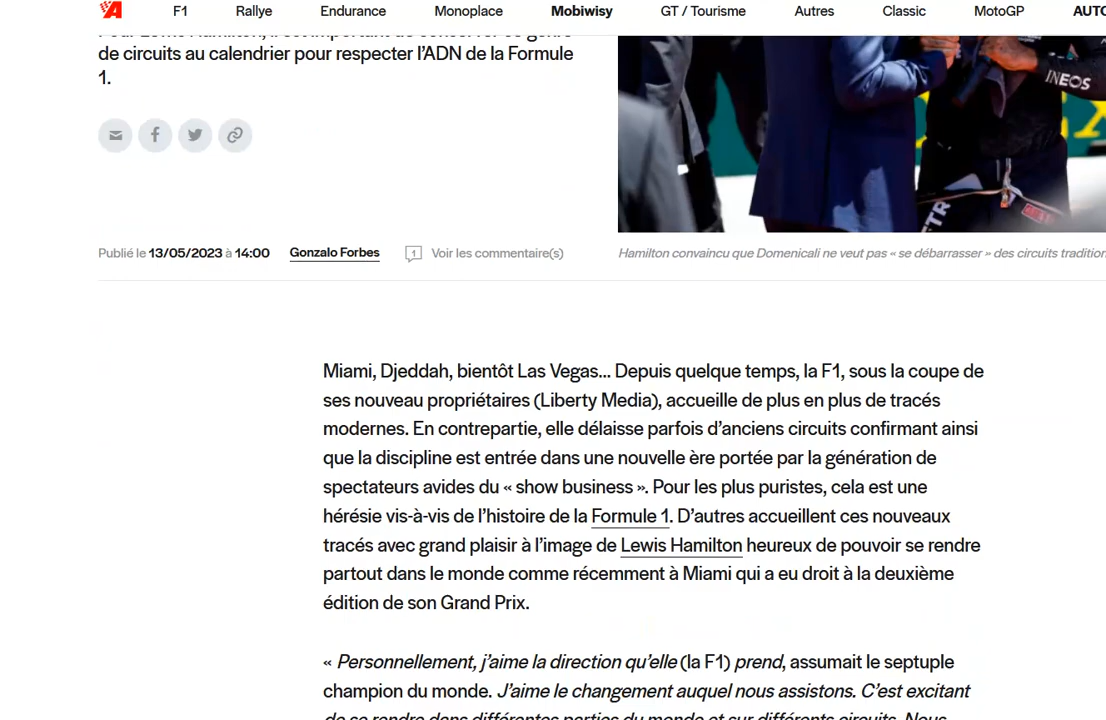 F1 Rallye Endurance Monoplace Mobiwisy GT / Tourisme Autres Classic MotoGP
de circuits au calendrier pour respecter l'ADN de la Formule
1.
INEOS
Publié le 13/05/2023 à 14:00 Gonzalo Forbes 1 Voir les commentaire(s)
Hamilton convaincu que Domenicali ne veut pas « se débarrasser » des circuits
Miami, Djeddah, bientôt Las Vegas... Depuis quelque temps, la F1, sous la coupe de
ses nouveau propriétaires (Liberty Media), accueille de plus en plus de tracés
modernes. En contrepartie, elle délaisse parfois d'anciens circuits confirmant ainsi
que la discipline est entrée dans une nouvelle ère portée par la génération de
spectateurs avides du « show business ». Pour les plus puristes, cela est une
hérésie vis-à-vis de l'histoire de la Formule 1. D'autres accueillent ces nouveaux
tracés avec grand plaisir à l'image de Lewis Hamilton heureux de pouvoir se rendre
partout dans le monde comme récemment à Miami qui a eu droit à la deuxième
édition de son Grand Prix.
« Personnellement, j'aime la direction qu'elle (la F1) prend, assumait le septuple
champion du monde. J'aime le changement auquel nous assistons. C'est excitant